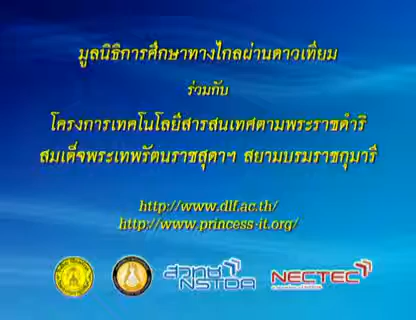 มูลนิธิการศึกษาทางไกลผ่านดาวเทียม
ร่วมกับ
โครงการเทคโนโลยีสารสนเทศตามพระราชดำริ
สมเด็จพระเทพรัตนราชสุดาฯ สยามบรมราชกุมารี
http://www.dlf.ac.th/
http://www.princess-it.org/
สวทช
NSTDA
NECTEC